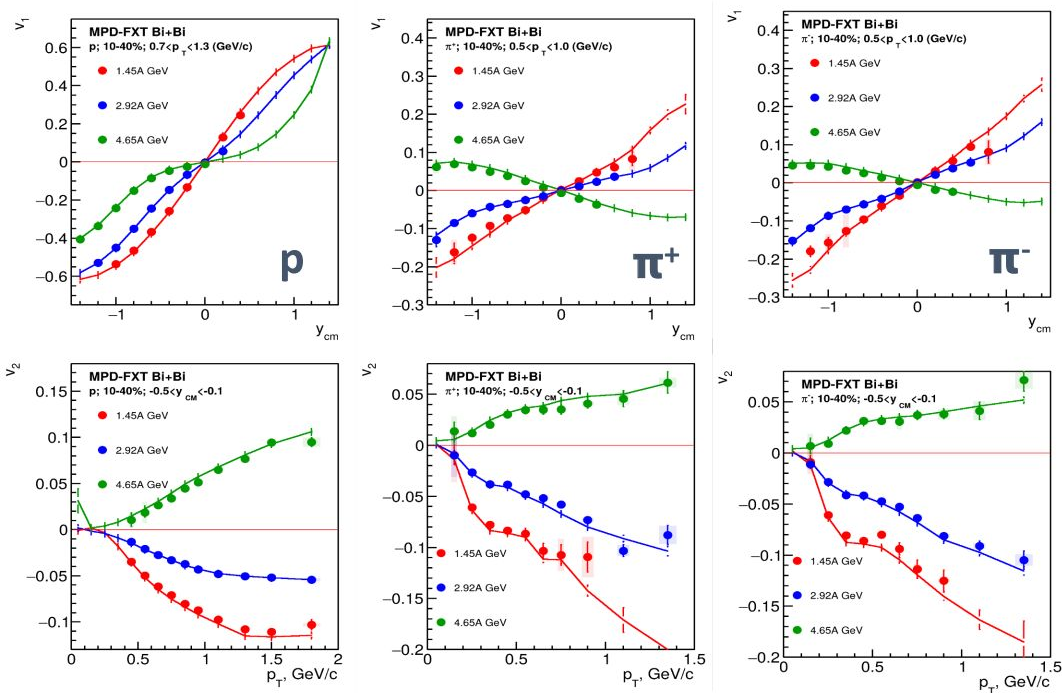 v1
MPD-FXT Bi+Bi
p; 10-40%; 0.7<pT<1.3 (GeV/c)
1.45A GeV
2.92A GeV
4.65A GeV
0.6
0.4
0.2
0
−0.2
−0.4
−0.6
−1 0 1
p
ycm
v1
MPD-FXT Bi+Bi
π+; 10-40%; 0.5<pT<1.0 (GeV/c)
1.45A GeV
2.92A GeV
4.65A GeV
0.4
0.3
0.2
0.1
0
−0.1
−0.2
−0.3
−1 0 1
π+
ycm
v1
MPD-FXT Bi+Bi
π-; 10-40%; 0.5<pT<1.0 (GeV/c)
1.45A GeV
2.92A GeV
4.65A GeV
0.4
0.3
0.2
0.1
0
−0.1
−0.2
−0.3
−1 0 1
π-
ycm
v2
MPD-FXT Bi+Bi
p; 10-40%; -0.5<yCM<-0.1
1.45A GeV
2.92A GeV
4.65A GeV
0.15
0.1
0.05
0
−0.05
−0.1
0 0.5 1 1.5 2
pT, GeV/c
v2
MPD-FXT Bi+Bi
π+; 10-40%; -0.5<yCM<-0.1
0.05
0
−0.05
−0.1
−0.15
−0.2
1.45A GeV
2.92A GeV
4.65A GeV
0 0.5 1 1.5
pT, GeV/c
v2
MPD-FXT Bi+Bi
π-; 10-40%; -0.5<yCM<-0.1
0.05
0
−0.05
−0.1
−0.15
−0.2
1.45A GeV
2.92A GeV
4.65A GeV
0 0.5 1 1.5
pT, GeV/c